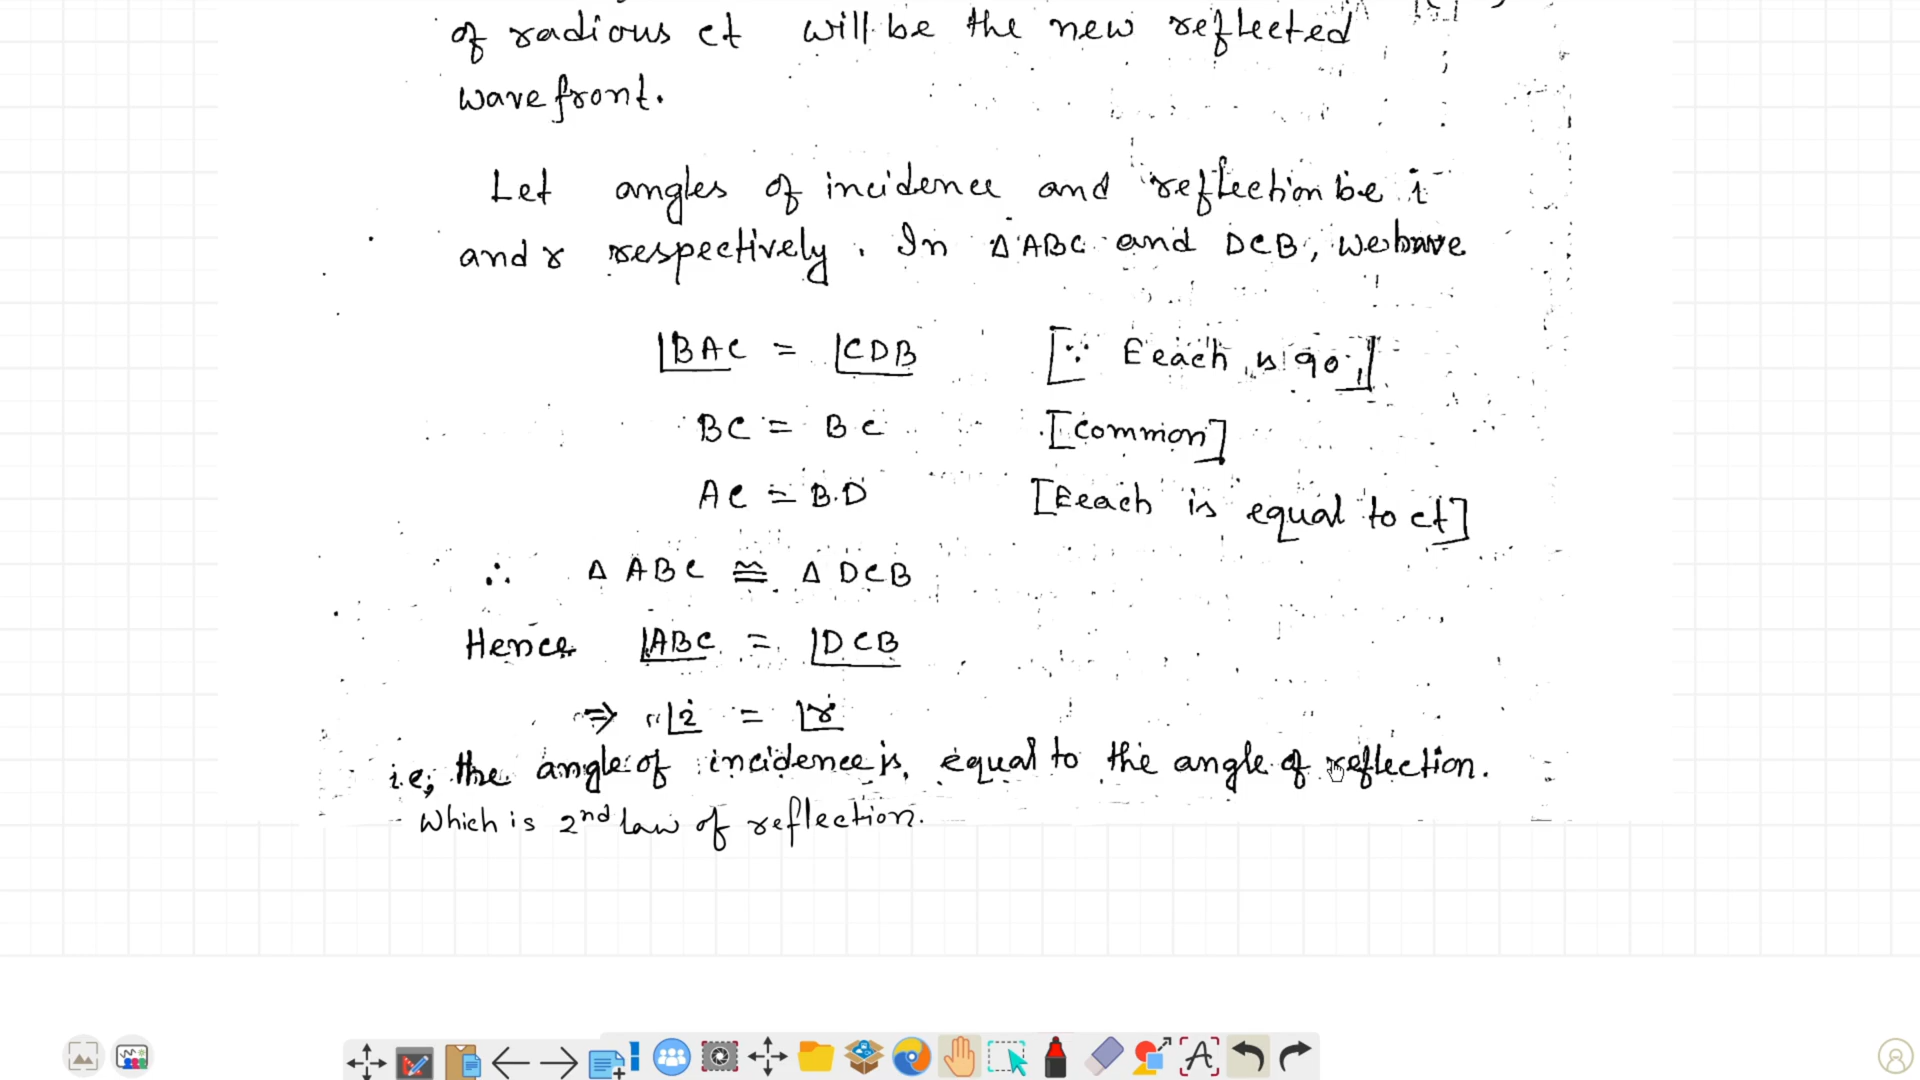 of radious ct will be the new reflected
wavefront.
Let angles of incidence and reflection be i
and r respectively. In Δ ABC and DCB, we have
∠BAC = ∠CDB [∵ Eeach is 90°]
BC = BC [common]
AC = BD [Eeach is equal to ct]
∴ Δ ABC ≅ Δ DCB
Hence ∠ABC = ∠DCB
⇒ ∠i = ∠r
i.e; the angle of incidence is equal to the angle of reflection.
Which is 2nd law of reflection.